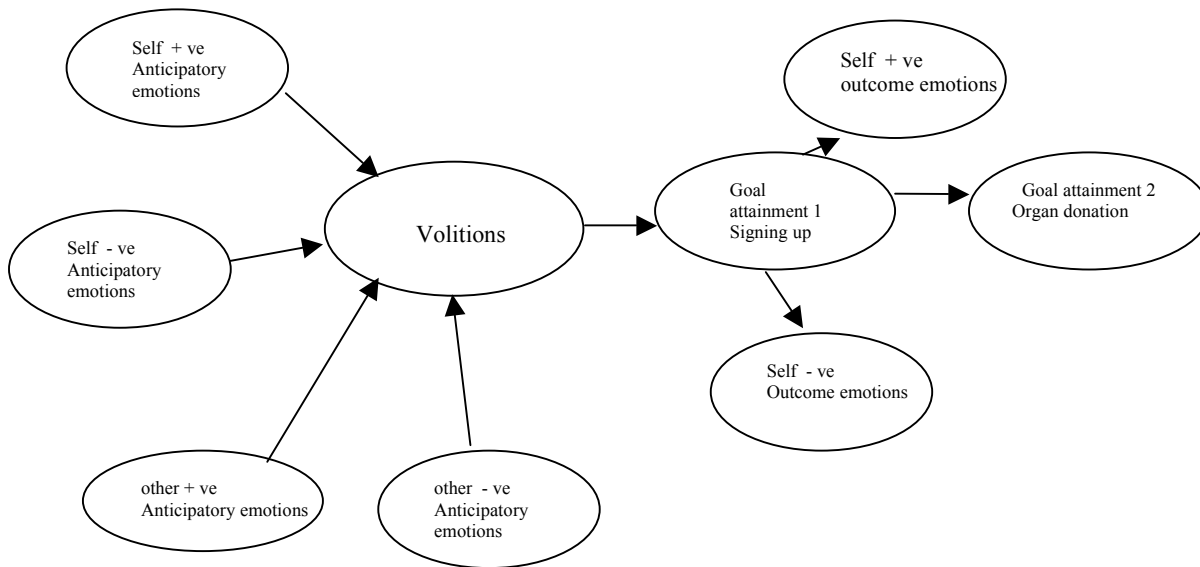 Self + ve
Anticipatory
emotions
Self + ve
outcome emotions
Goal
attainment 1
Signing up
Goal attainment 2
Organ donation
Volitions
Self - ve
Anticipatory
emotions
Self - ve
Outcome emotions
other + ve
Anticipatory emotions
other - ve
Anticipatory
emotions